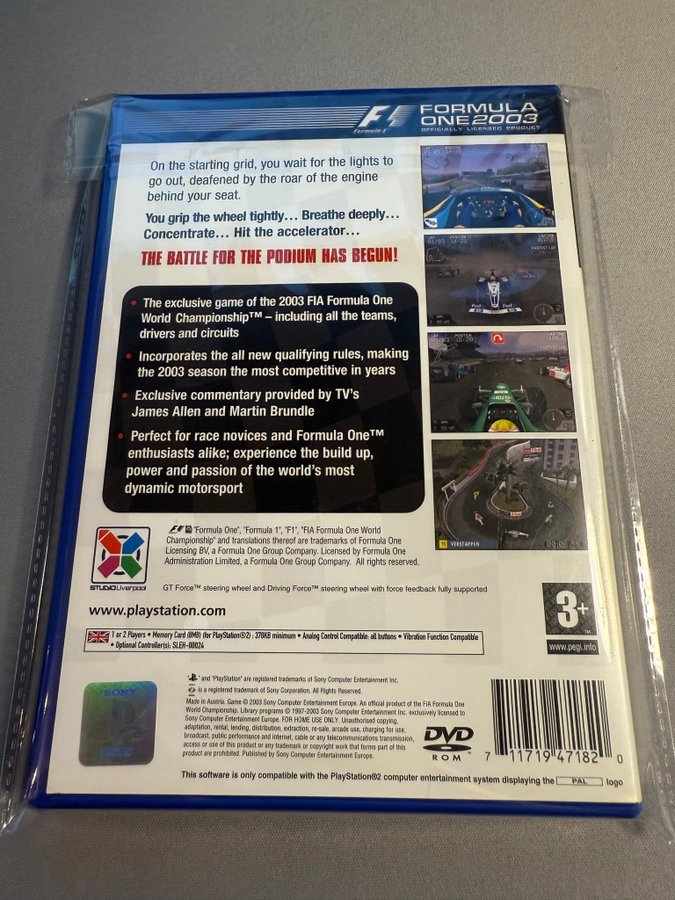 F1
Formula 1
FORMULA
ONE 2003
OFFICIALLY LICENSED PRODUCT
On the starting grid, you wait for the lights to
go out, deafened by the roar of the engine
behind your seat.
You grip the wheel tightly… Breathe deeply…
Concentrate… Hit the accelerator…
THE BATTLE FOR THE PODIUM HAS BEGUN!
• The exclusive game of the 2003 FIA Formula One
World Championship™ – including all the teams,
drivers and circuits
• Incorporates the all new qualifying rules, making
the 2003 season the most competitive in years
• Exclusive commentary provided by TV's
James Allen and Martin Brundle
• Perfect for race novices and Formula One™
enthusiasts alike; experience the build up,
power and passion of the world's most
dynamic motorsport
11 VERSTAPPEN
STUDIO Liverpool
"Formula One", "Formula 1", "F1", "FIA Formula One World
Championship" and translations thereof are trademarks of Formula One
Licensing BV, a Formula One Group Company. Licensed by Formula One
Administration Limited, a Formula One Group Company. All rights reserved.
GT Force™ steering wheel and Driving Force™ steering wheel with force feedback fully supported
www.playstation.com
3+
™
www.pegi.info
1 or 2 Players • Memory Card (8MB) (for PlayStation®2) : 370KB minimum • Analog Control Compatible: all buttons • Vibration Function Compatible
• Optional Controller(s): SLEH-00024
SONY
" and "PlayStation" are registered trademarks of Sony Computer Entertainment Inc.
is a registered trademark of Sony Corporation. All Rights Reserved.
Made in Austria. Game © 2003 Sony Computer Entertainment Europe. An official product of the FIA Formula One
World Championship. Library programs © 1997-2003 Sony Computer Entertainment Inc. exclusively licensed to
Sony Computer Entertainment Europe. FOR HOME USE ONLY. Unauthorised copying,
adaptation, rental, lending, distribution, extraction, re-sale, arcade use, charging for use,
broadcast, public performance and internet, cable or any telecommunications transmission,
access or use of this product or any trademark or copyright work that forms part of this
product are prohibited. Published by Sony Computer Entertainment Europe.
DVD
ROM
7 11719 47182 0
This software is only compatible with the PlayStation®2 computer entertainment system displaying the PAL logo